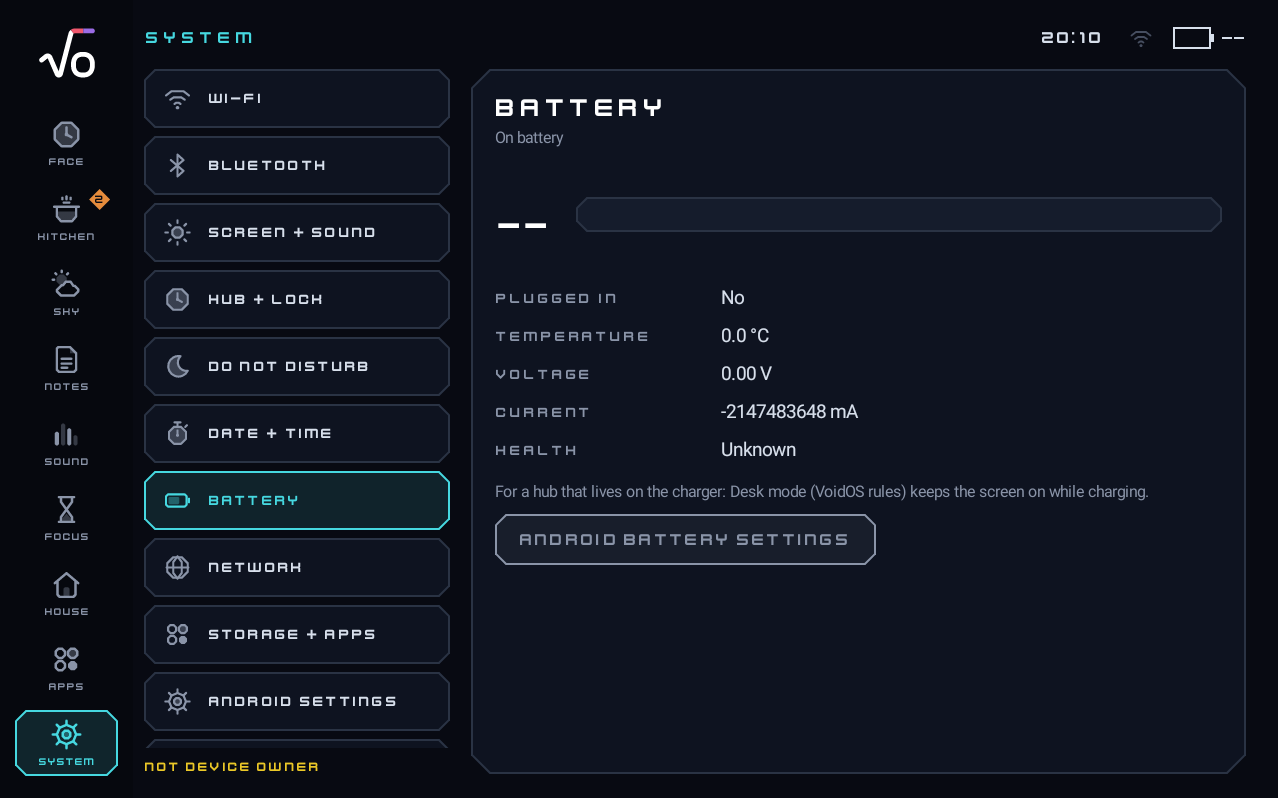 SYSTEM
20:10
--
FACE
2
KITCHEN
SKY
NOTES
SOUND
FOCUS
HOUSE
APPS
SYSTEM
WI-FI
BLUETOOTH
SCREEN + SOUND
HUB + LOCK
DO NOT DISTURB
DATE + TIME
BATTERY
NETWORK
STORAGE + APPS
ANDROID SETTINGS
NOT DEVICE OWNER
BATTERY
On battery
--
PLUGGED IN No
TEMPERATURE 0.0 °C
VOLTAGE 0.00 V
CURRENT -2147483648 mA
HEALTH Unknown
For a hub that lives on the charger: Desk mode (VoidOS rules) keeps the screen on while charging.
ANDROID BATTERY SETTINGS